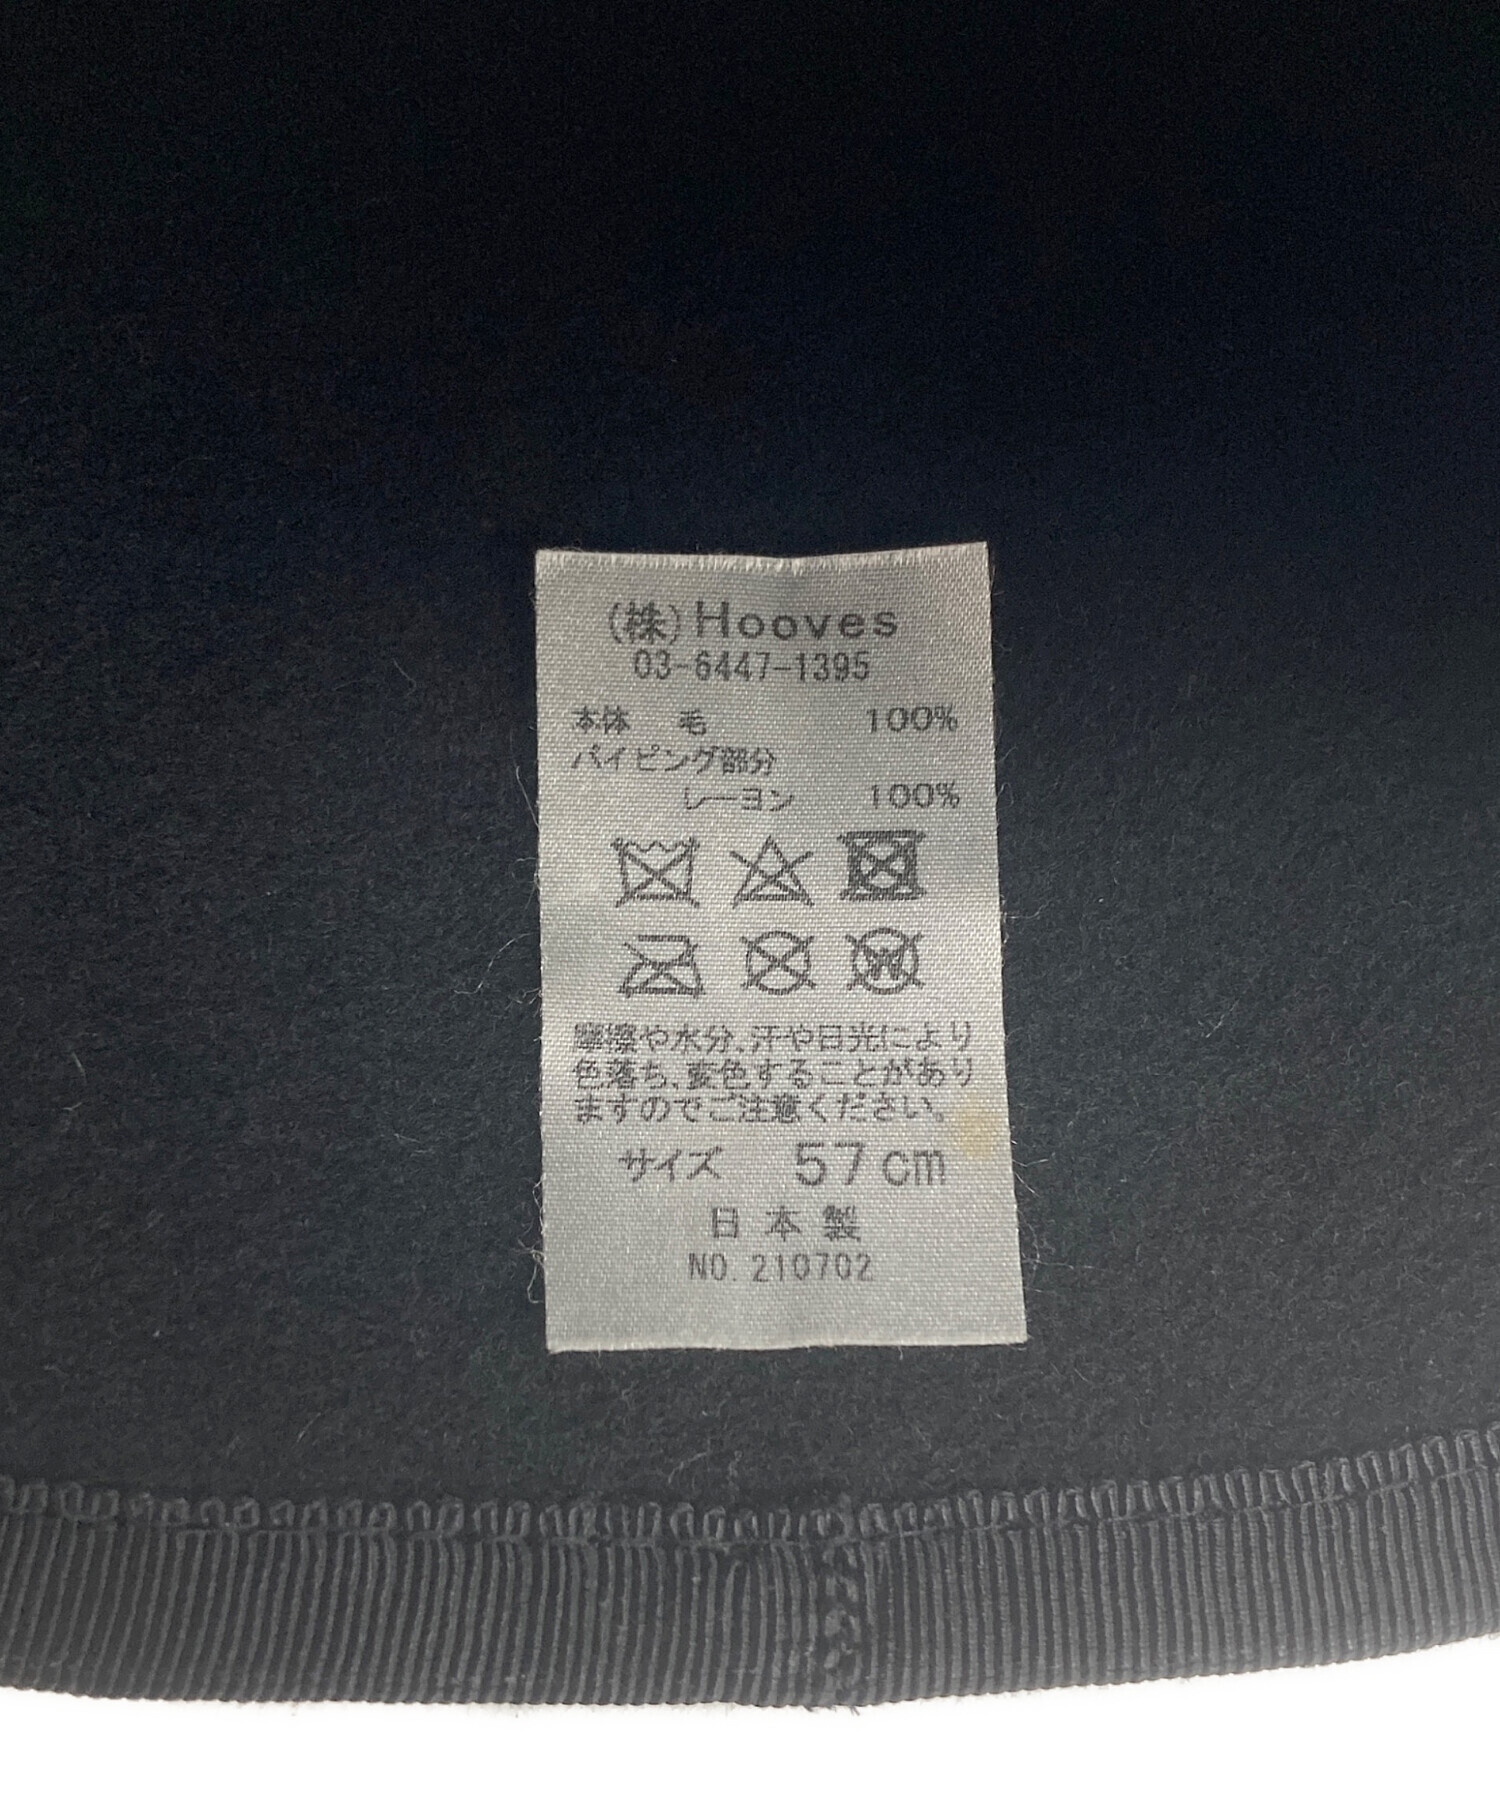 (株)Hooves
03-6447-1395
本体 毛 100%
パイピング部分
レーヨン 100%
摩擦や水分、汗や日光により
色落ち、変色することがあり
ますのでご注意ください。
サイズ 57cm
日本製
NO.210702